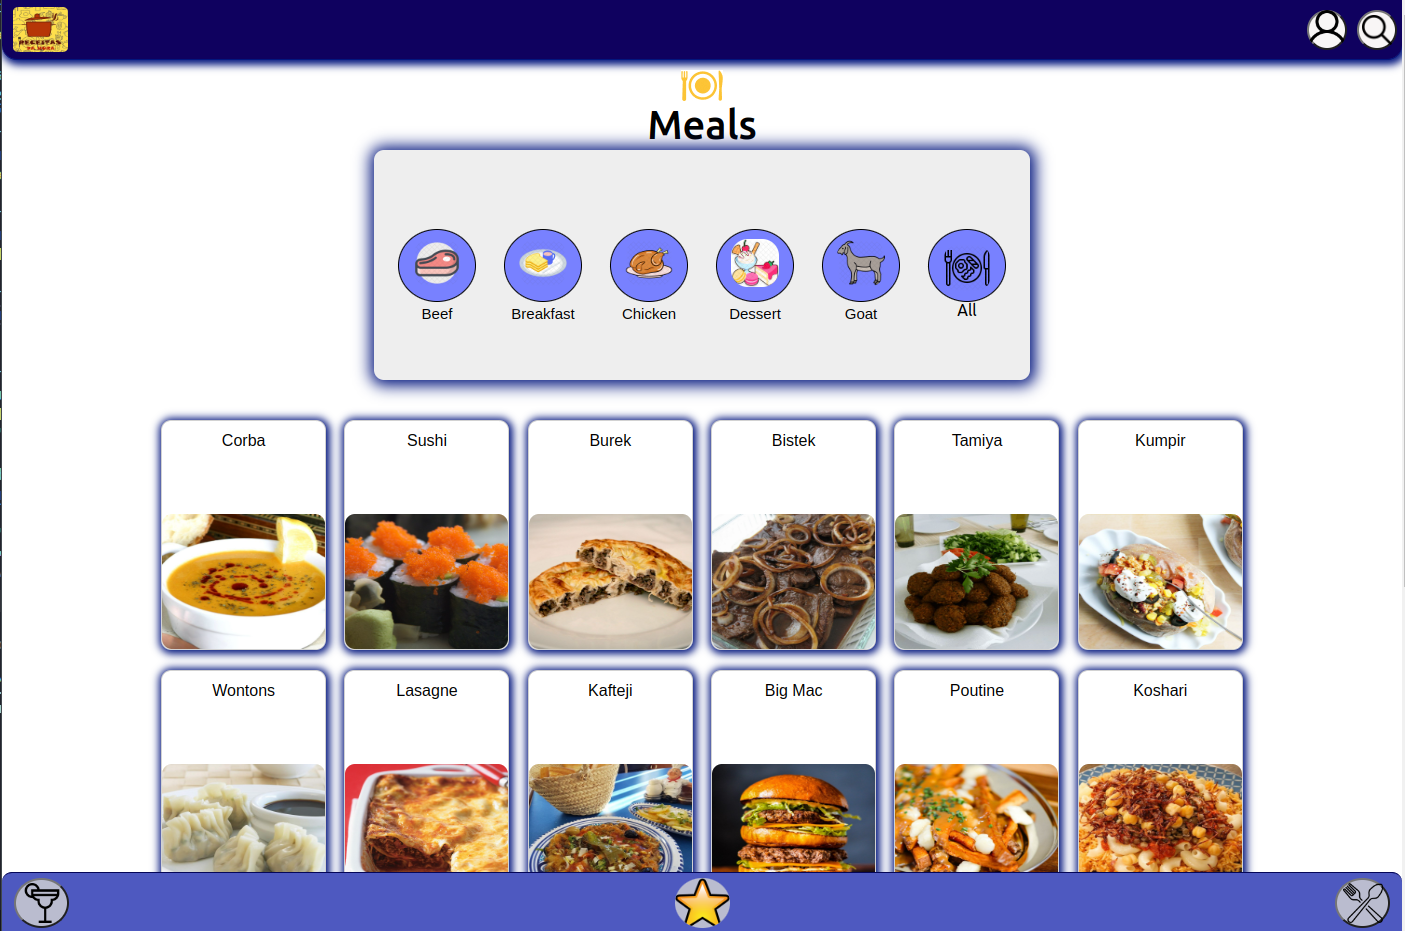 RECEITAS
Meals
Beef
Breakfast
Chicken
Dessert
Goat
All
Corba
Sushi
Burek
Bistek
Tamiya
Kumpir
Wontons
Lasagne
Kafteji
Big Mac
Poutine
Koshari